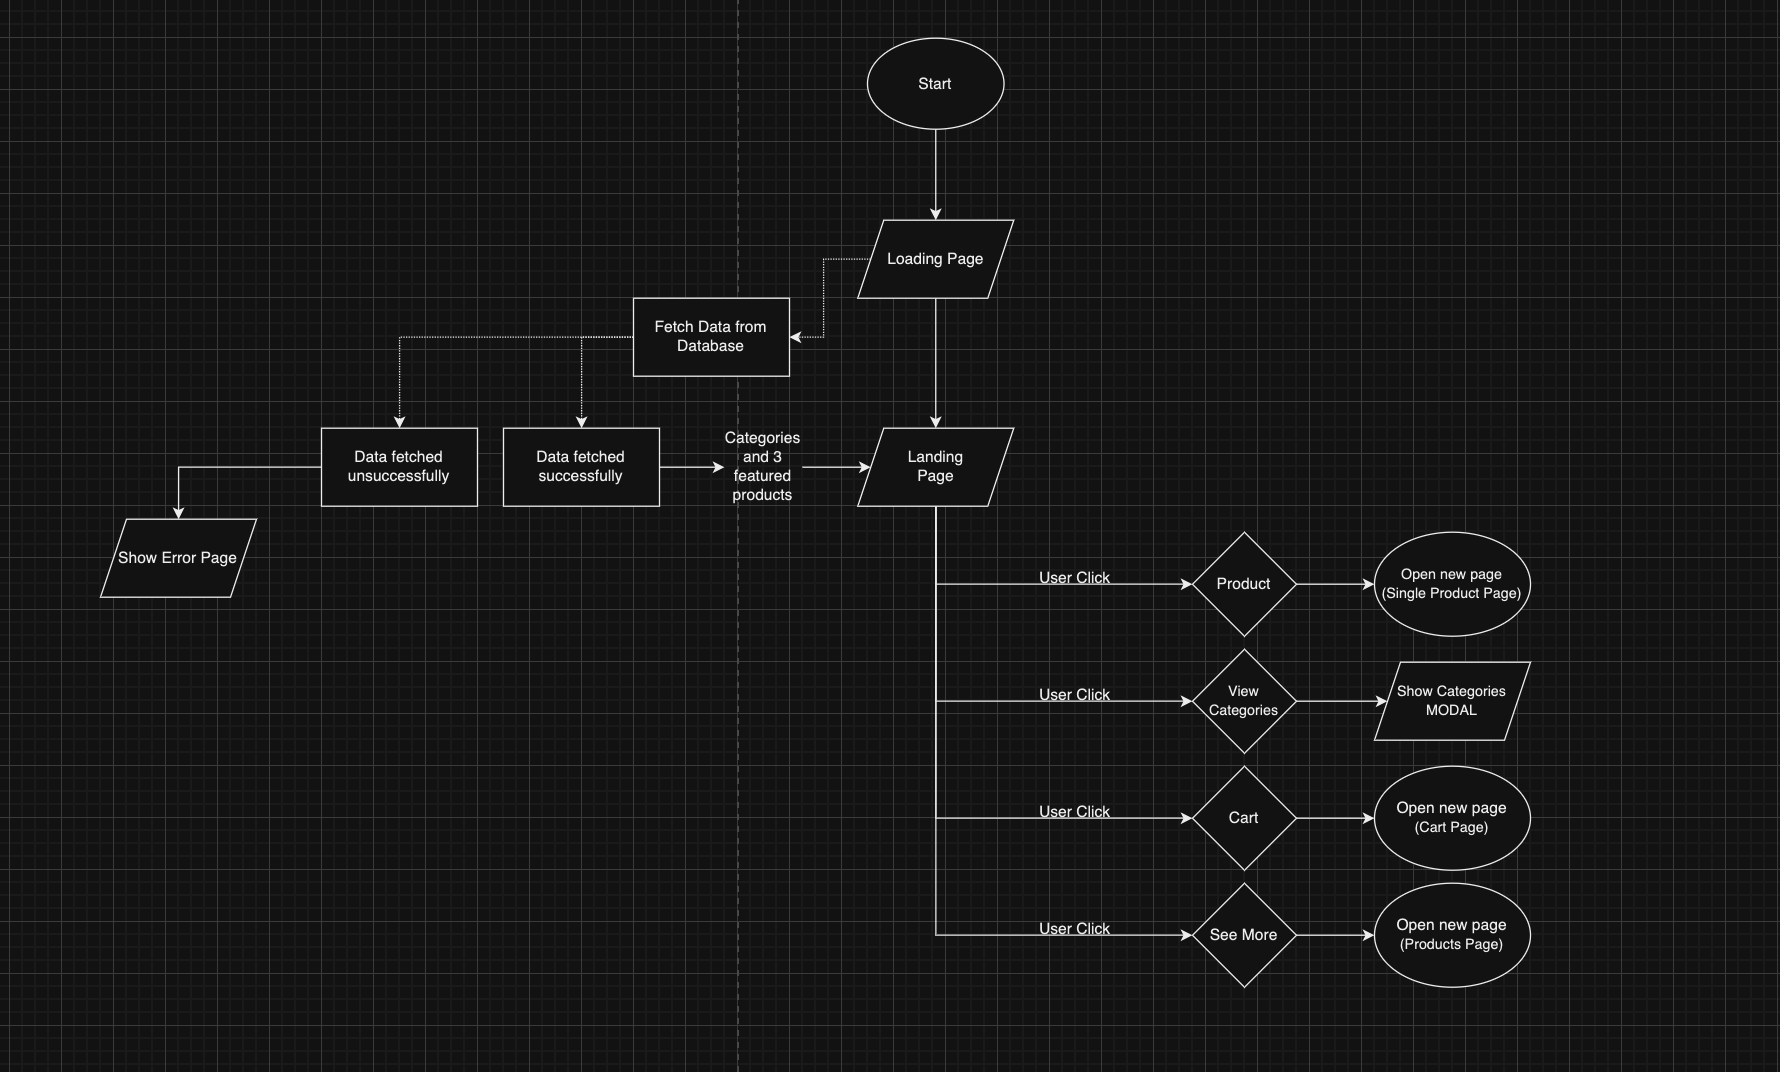 Start
Loading Page
Fetch Data from
Database
Data fetched
unsuccessfully
Data fetched
successfully
Categories
and 3
featured
products
Landing
Page
Show Error Page
User Click
Product
Open new page
(Single Product Page)
User Click
View
Categories
Show Categories
MODAL
User Click
Cart
Open new page
(Cart Page)
User Click
See More
Open new page
(Products Page)